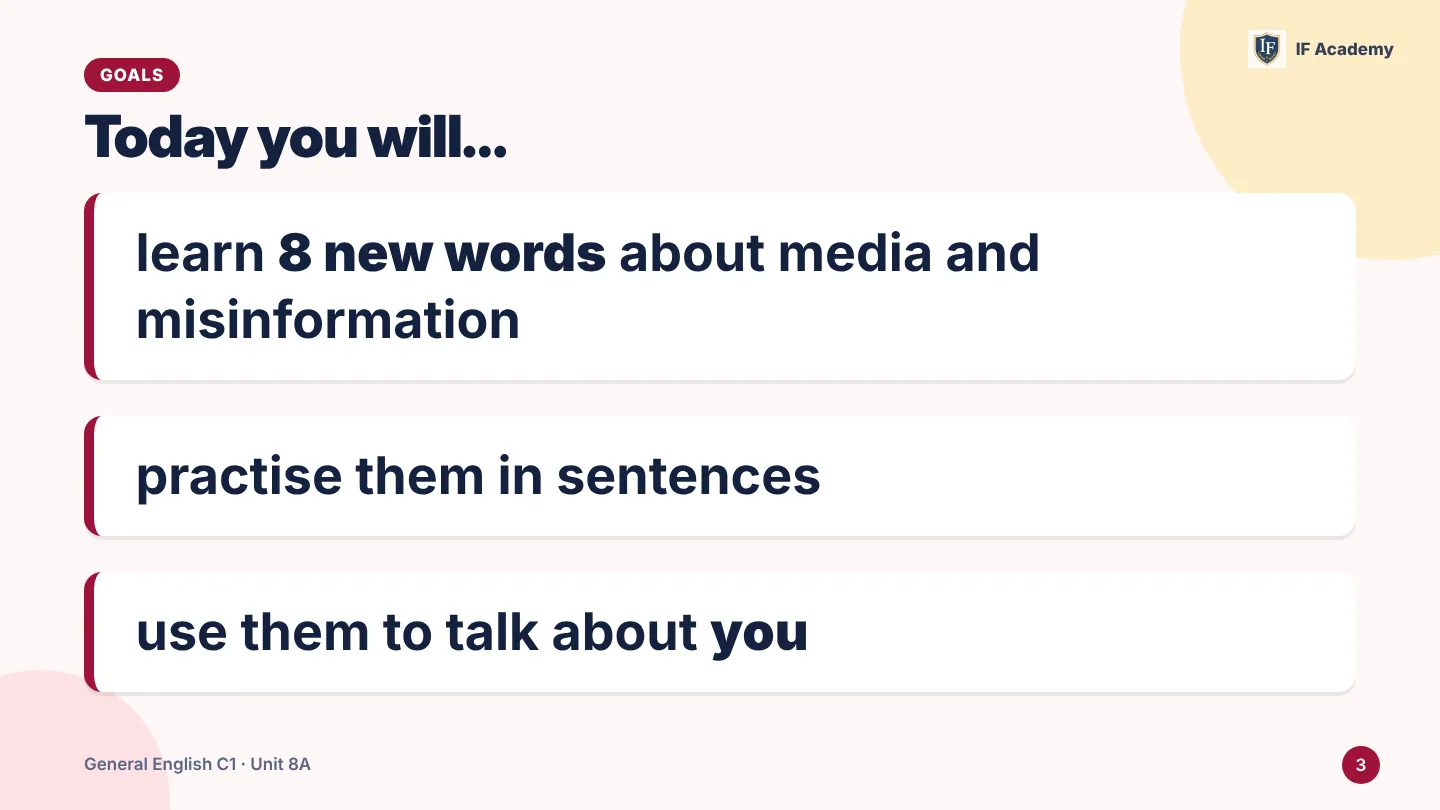 IF
IF Academy
GOALS
Today you will...
learn 8 new words about media and
misinformation
practise them in sentences
use them to talk about you
General English C1 · Unit 8A
3